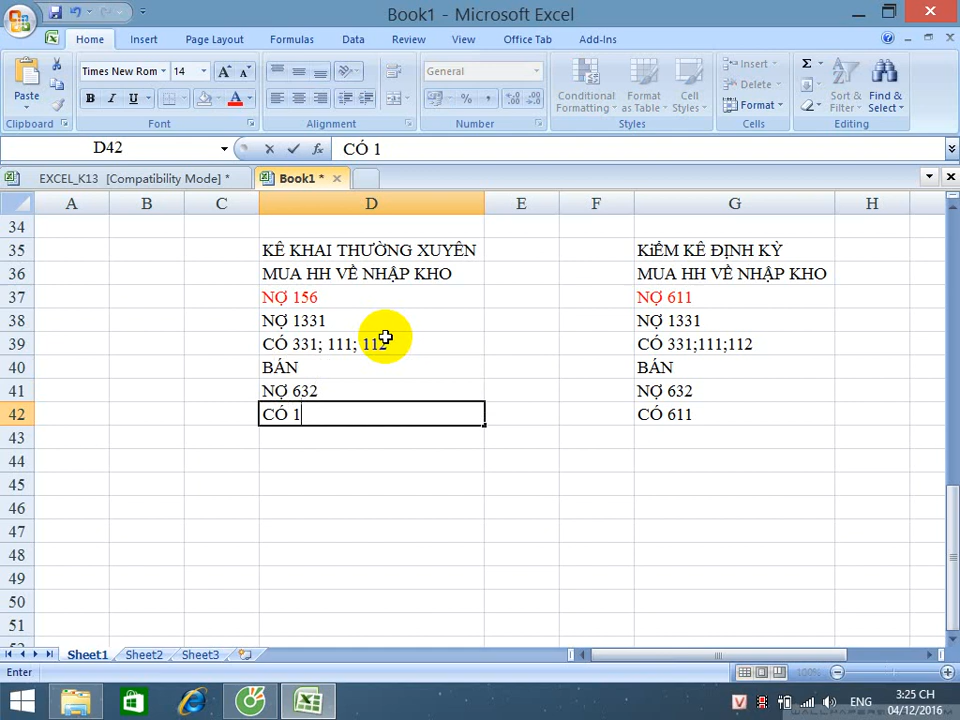 Book1 - Microsoft Excel
Home Insert Page Layout Formulas Data Review View Office Tab Add-Ins
Paste
Clipboard
Times New Rom 14
B I U
Font
Alignment
General
Number
Conditional Formatting
Format as Table
Cell Styles
Styles
Insert
Delete
Format
Cells
Sort & Filter
Find & Select
Editing
D42 CÓ 1
EXCEL_K13 [Compatibility Mode] * Book1 *
A B C D E F G H
34
35 KÊ KHAI THƯỜNG XUYÊN KiỂM KÊ ĐỊNH KỲ
36 MUA HH VỀ NHẬP KHO MUA HH VỀ NHẬP KHO
37 NỢ 156 NỢ 611
38 NỢ 1331 NỢ 1331
39 CÓ 331; 111; 112 CÓ 331;111;112
40 BÁN BÁN
41 NỢ 632 NỢ 632
42 CÓ 1 CÓ 611
43
44
45
46
47
48
49
50
51
Sheet1 Sheet2 Sheet3
Enter 100%
ENG
3:25 CH
04/12/2016